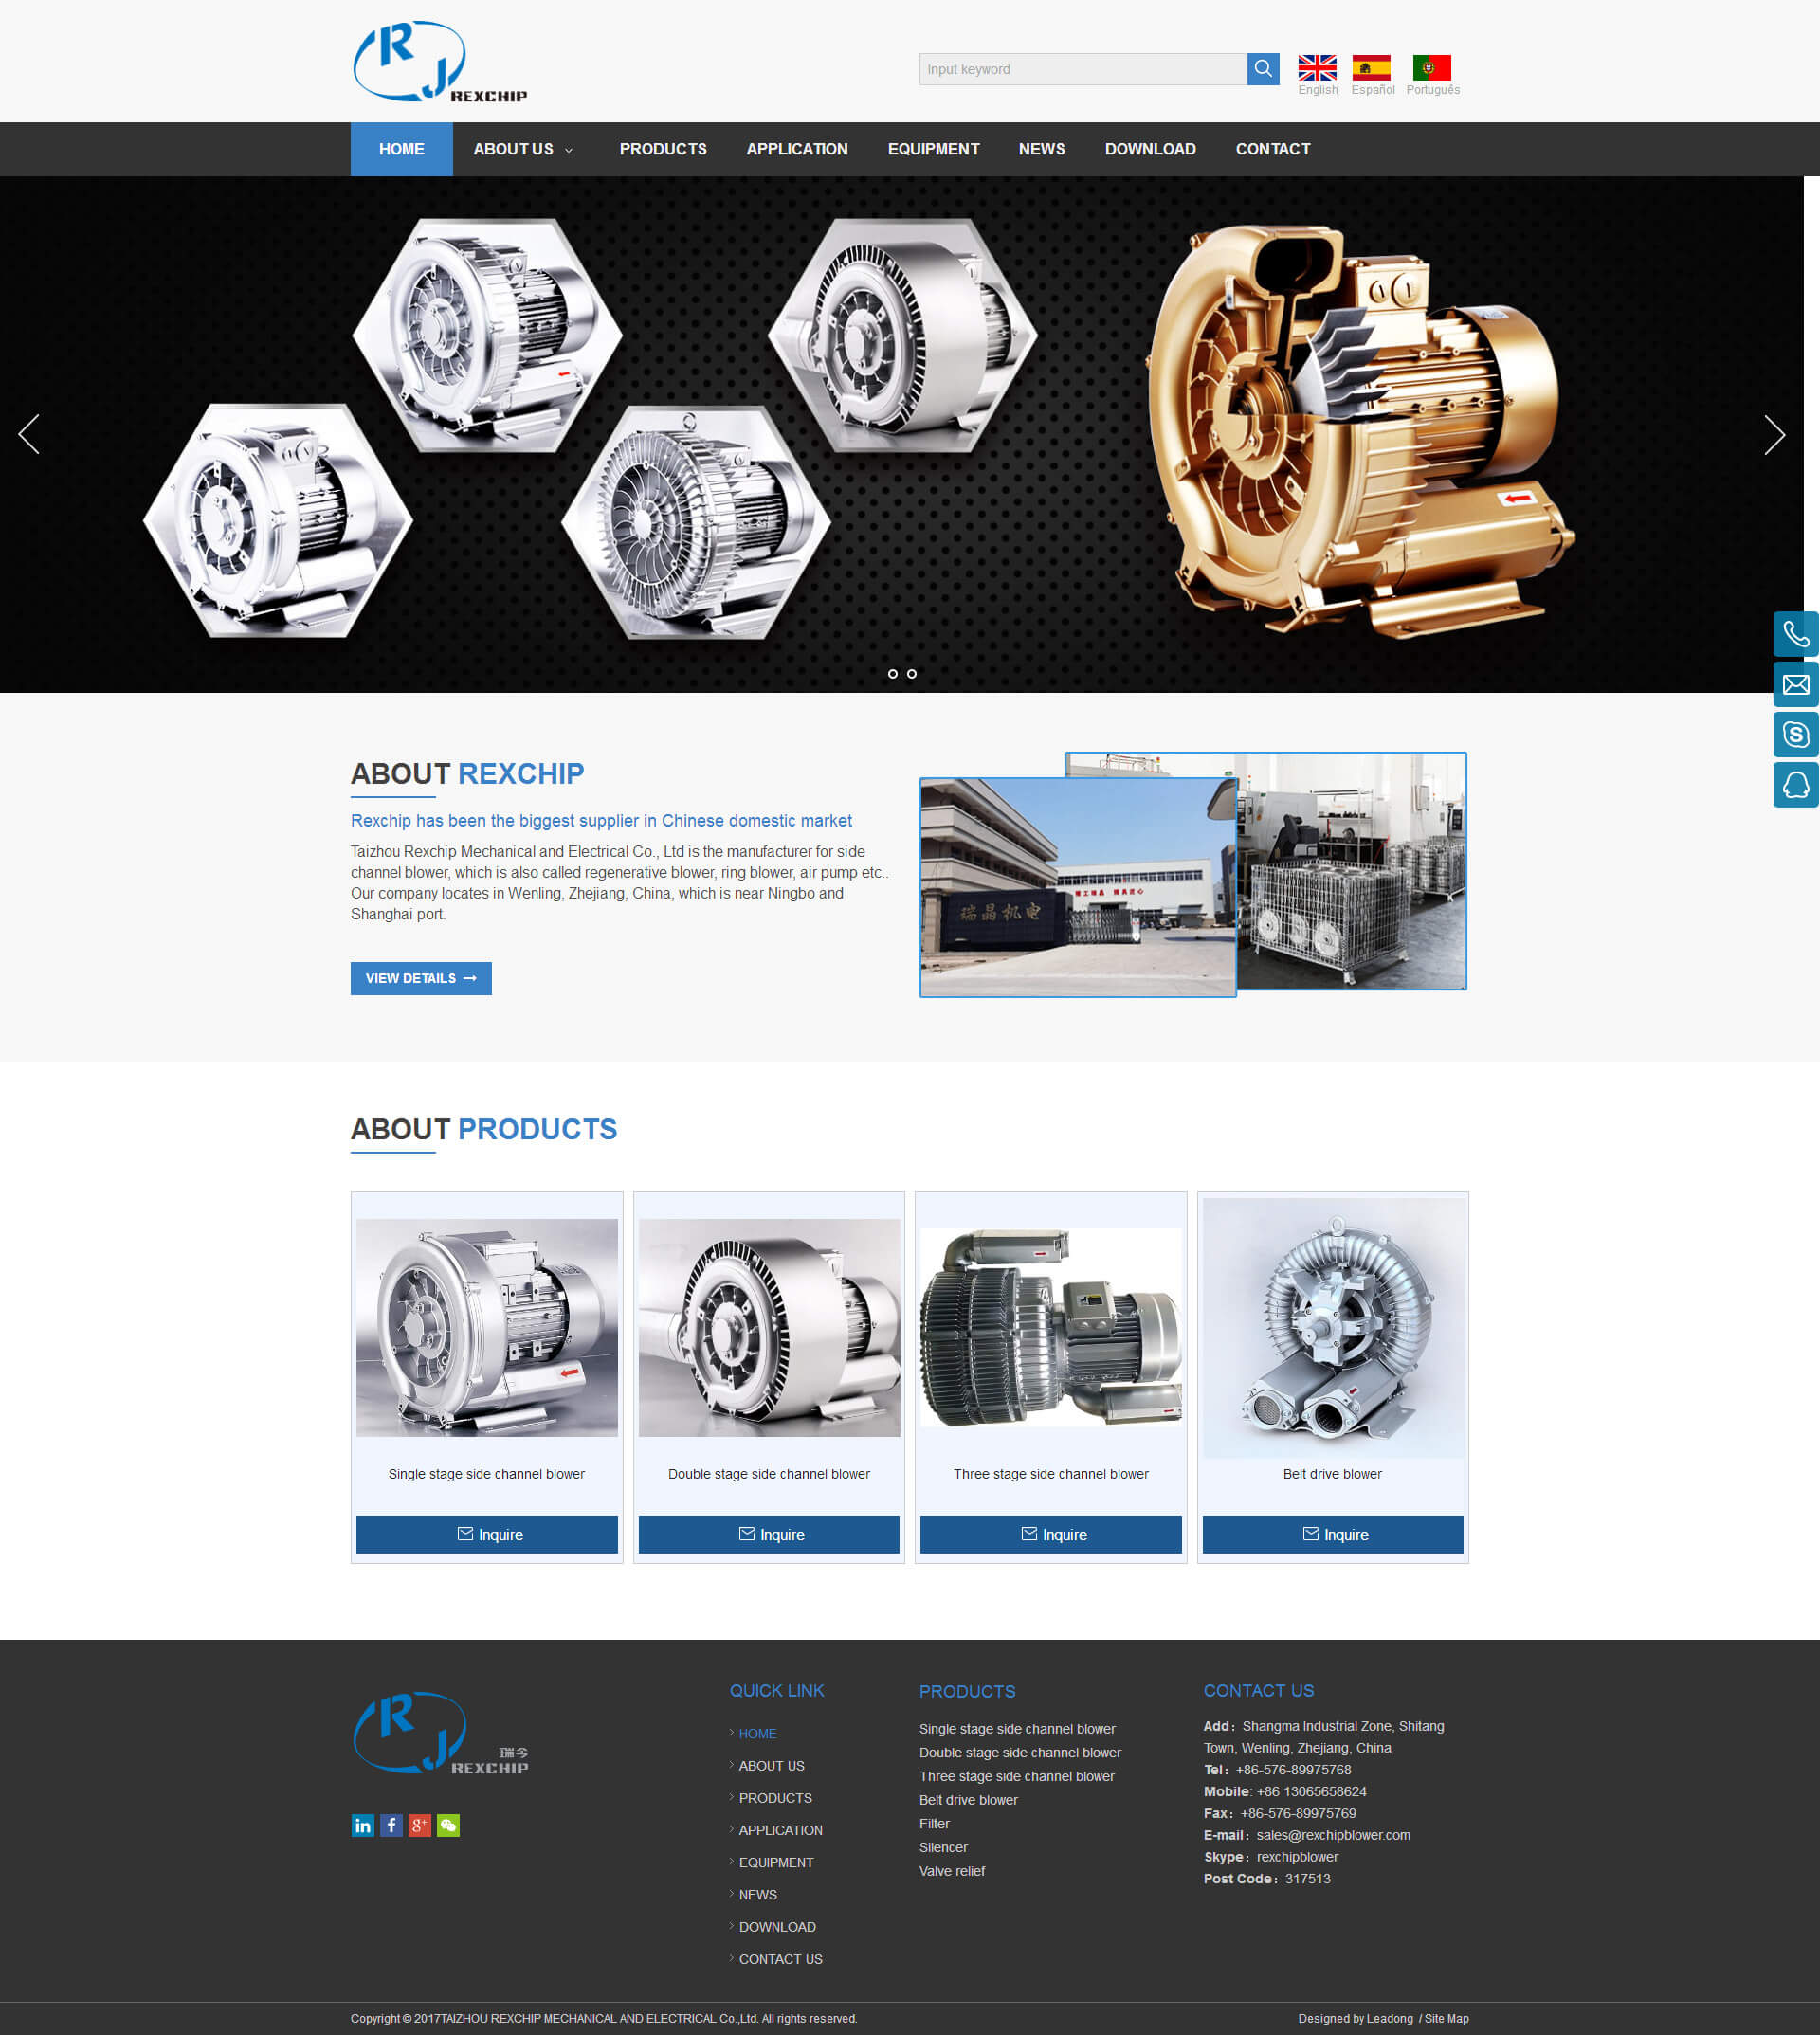 RJ REXCHIP
Input keyword
English Español Português
HOME ABOUT US PRODUCTS APPLICATION EQUIPMENT NEWS DOWNLOAD CONTACT
ABOUT REXCHIP
Rexchip has been the biggest supplier in Chinese domestic market
Taizhou Rexchip Mechanical and Electrical Co., Ltd is the manufacturer for side
channel blower, which is also called regenerative blower, ring blower, air pump etc..
Our company locates in Wenling, Zhejiang, China, which is near Ningbo and
Shanghai port.
VIEW DETAILS
瑞晶机电
ABOUT PRODUCTS
Single stage side channel blower
Inquire
Double stage side channel blower
Inquire
Three stage side channel blower
Inquire
Belt drive blower
Inquire
RJ 瑞今
REXCHIP
QUICK LINK
HOME
ABOUT US
PRODUCTS
APPLICATION
EQUIPMENT
NEWS
DOWNLOAD
CONTACT US
PRODUCTS
Single stage side channel blower
Double stage side channel blower
Three stage side channel blower
Belt drive blower
Filter
Silencer
Valve relief
CONTACT US
Add： Shangma Industrial Zone, Shitang
Town, Wenling, Zhejiang, China
Tel： +86-576-89975768
Mobile: +86 13065658624
Fax： +86-576-89975769
E-mail： sales@rexchipblower.com
Skype： rexchipblower
Post Code： 317513
Copyright © 2017TAIZHOU REXCHIP MECHANICAL AND ELECTRICAL Co.,Ltd. All rights reserved.
Designed by Leadong / Site Map